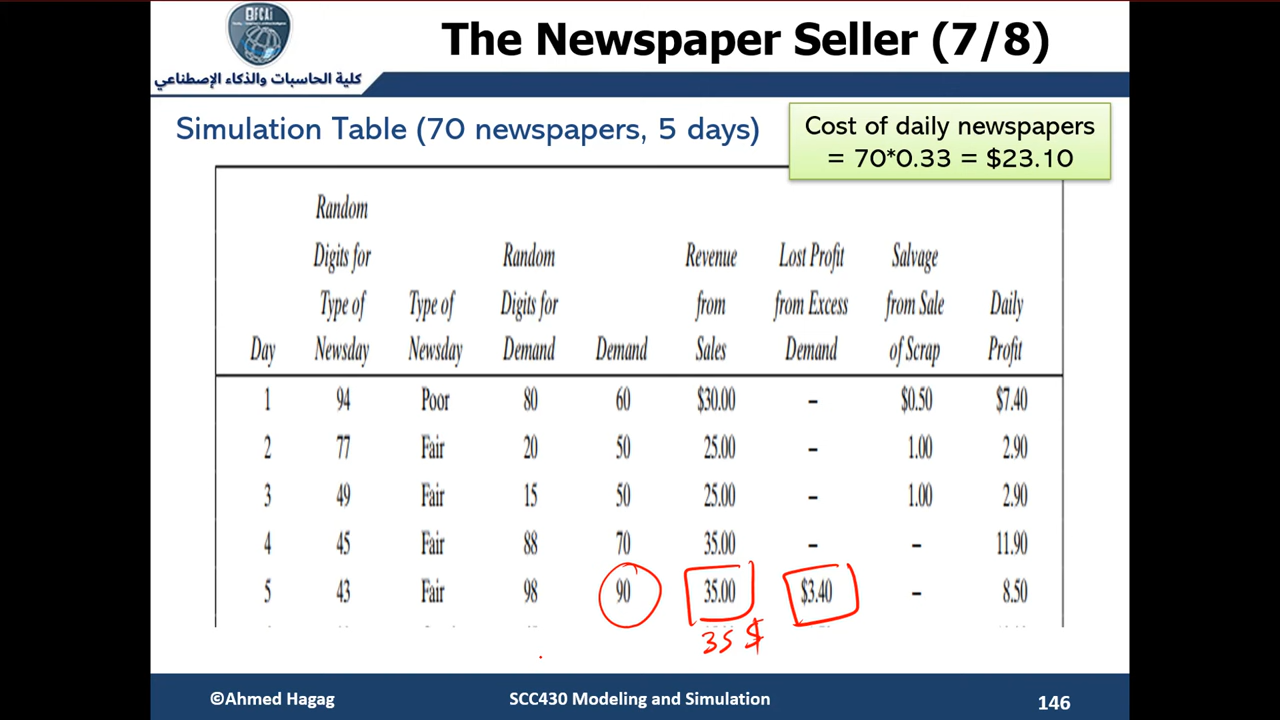 FCAi
The Newspaper Seller (7/8)
كلية الحاسبات والذكاء الإصطناعي
Simulation Table (70 newspapers, 5 days)
Cost of daily newspapers
= 70*0.33 = $23.10
Random
Digits for Random Revenue Lost Profit Salvage
Type of Type of Digits for from from Excess from Sale Daily
Day Newsday Newsday Demand Demand Sales Demand of Scrap Profit
1 94 Poor 80 60 $30.00 – $0.50 $7.40
2 77 Fair 20 50 25.00 – 1.00 2.90
3 49 Fair 15 50 25.00 – 1.00 2.90
4 45 Fair 88 70 35.00 – – 11.90
5 43 Fair 98 90 35.00 $3.40 – 8.50
35 $
©Ahmed Hagag SCC430 Modeling and Simulation 146